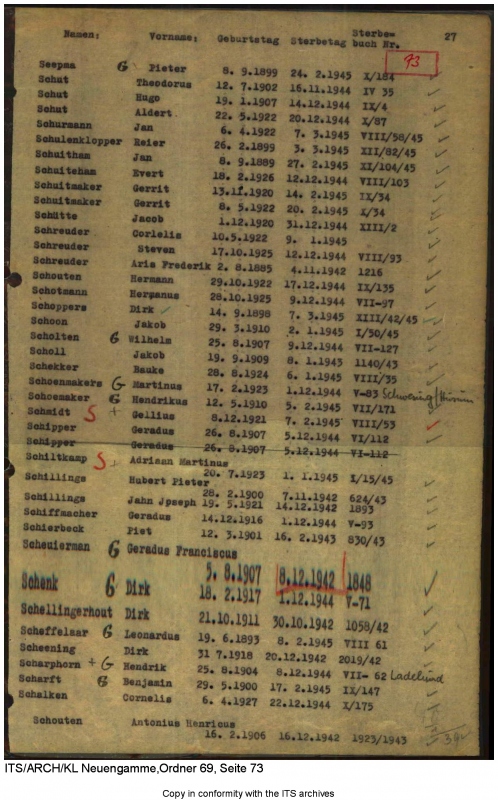 Namen: Vorname: Geburtstag Sterbetag Sterbe-buch Nr. 27
93
Seepma G Pieter 8. 9.1899 24. 2.1945 X/184
Schut Theodorus 12. 7.1902 16.11.1944 IV 35
Schut Hugo 19. 1.1907 14.12.1944 IX/4
Schut Aldert 22. 5.1922 20.12.1944 X/87
Schurmann Jan 6. 4.1922 7. 3.1945 VIII/58/45
Schulenklopper Reier 26. 2.1899 3. 3.1945 XII/82/45
Schuitham Jan 8. 9.1889 27. 2.1945 XI/104/45
Schuiteham Evert 18. 2.1926 12.12.1944 VIII/103
Schuitmaker Gerrit 13.11.1920 14. 2.1945 IX/34
Schuitmaker Gerrit 8. 5.1922 20. 2.1945 X/34
Schütte Jacob 1.12.1920 31.12.1944 XIII/2
Schreuder Corlelis 10.5.1922 9. 1.1945
Schreuder Steven 17.10.1925 12.12.1944 VIII/93
Schreuder Arie Frederik 2. 8.1885 4.11.1942 1216
Schouten Hermann 29.10.1922 17.12.1944 IX/135
Schotmann Hermanus 28.10.1925 9.12.1944 VII-97
Schoppers Dirk 14. 9.1898 7. 3.1945 XIII/42/45
Schoon Jakob 29. 3.1910 2. 1.1945 I/50/45
Scholten G Wilhelm 25. 8.1907 9.12.1944 VII-127
Scholl Jakob 19. 9.1909 8. 1.1943 1140/43
Schekker Bauke 28. 8.1924 6. 1.1945 VIII/35
Schoenmakers G Martinus 17. 2.1923 1.12.1944 V-83 Schwesing/Husum
Schoemaker G Hendrikus 12. 5.1910 5. 2.1945 VII/171
Schmidt S + Gellius 8.12.1921 7. 2.1945 VIII/53
Schipper Geradus 26. 8.1907 5.12.1944 VI/112
Schipper Geradus 26. 8.1907 5.12.1944 VI-112
Schiltkamp S + Adriann Martinus
20. 7.1923 1. 1.1945 X/15/45
Schillings Hubert Pieter
28. 2.1900 7.11.1942 624/43
Schillings Jahn Jpseph 19. 5.1921 14.12.1942 1893
Schiffmacher Geradus 14.12.1916 1.12.1944 V-93
Schierbeck Piet 12. 3.1901 16. 2.1943 830/43
Scheuierman G Geradus Franciscus
5. 8.1907 8.12.1942 1848
Schenk G Dirk 18. 2.1917 1.12.1944 V-71
Schellingerhout Dirk 21.10.1911 30.10.1942 1058/42
Scheffelaar G Leonardus 19. 6.1893 8. 2.1945 VIII 61
Scheening Dirk 31 7.1918 20.12.1942 2019/42
Scharphorn + G Hendrik 25. 8.1904 8.12.1944 VII- 62 Ladelund
Scharft G Benjamin 29. 5.1900 17. 2.1945 IX/147
Schalken Cornelis 6. 4.1927 22.12.1944 X/175
Schouten Antonius Henricus
16. 2.1906 16.12.1942 1923/1943
ITS/ARCH/KL Neuengamme,Ordner 69, Seite 73
Copy in conformity with the ITS archives